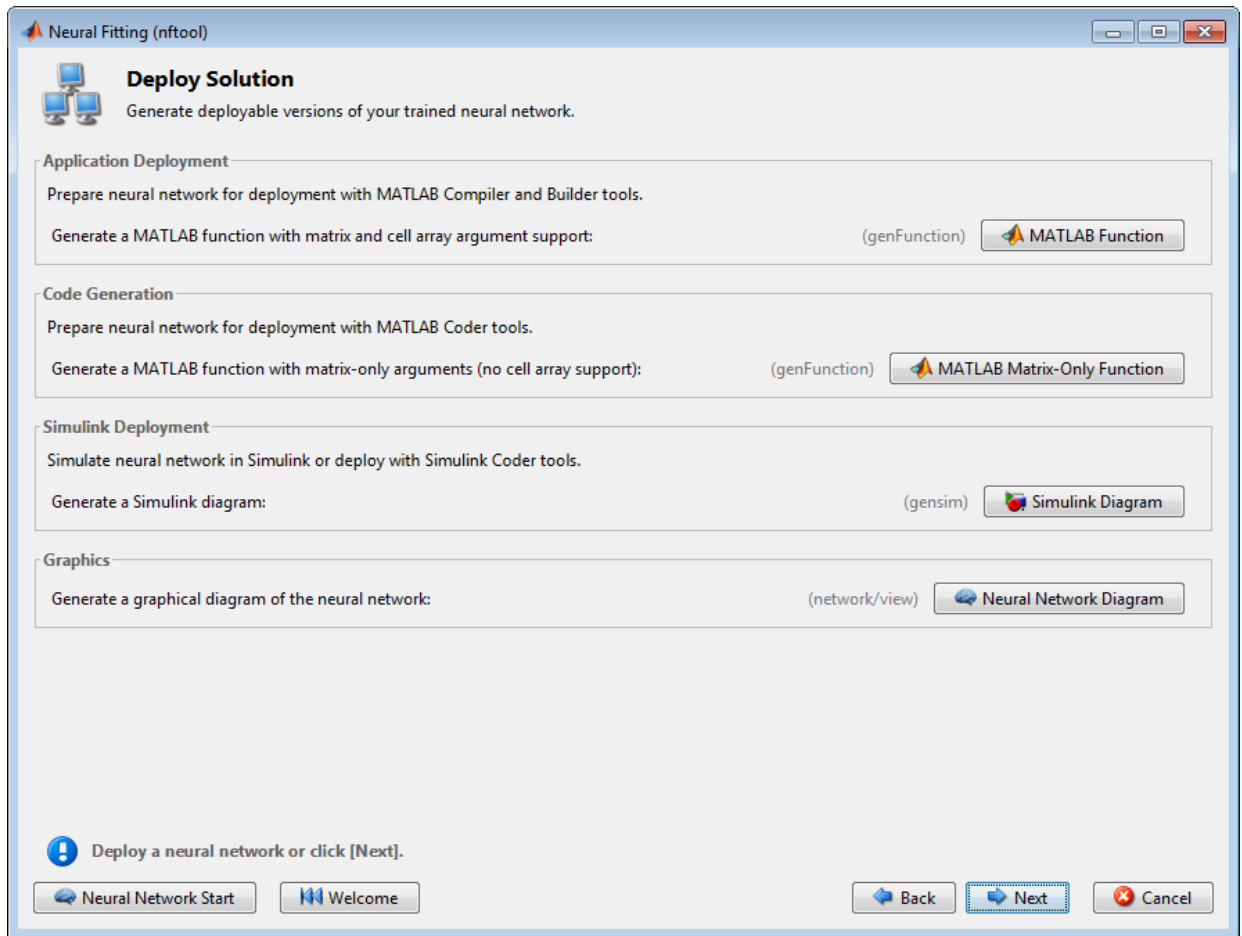 Neural Fitting (nftool)
Deploy Solution
Generate deployable versions of your trained neural network.
Application Deployment
Prepare neural network for deployment with MATLAB Compiler and Builder tools.
Generate a MATLAB function with matrix and cell array argument support: (genFunction) MATLAB Function
Code Generation
Prepare neural network for deployment with MATLAB Coder tools.
Generate a MATLAB function with matrix-only arguments (no cell array support): (genFunction) MATLAB Matrix-Only Function
Simulink Deployment
Simulate neural network in Simulink or deploy with Simulink Coder tools.
Generate a Simulink diagram: (gensim) Simulink Diagram
Graphics
Generate a graphical diagram of the neural network: (network/view) Neural Network Diagram
Deploy a neural network or click [Next].
Neural Network Start Welcome Back Next Cancel